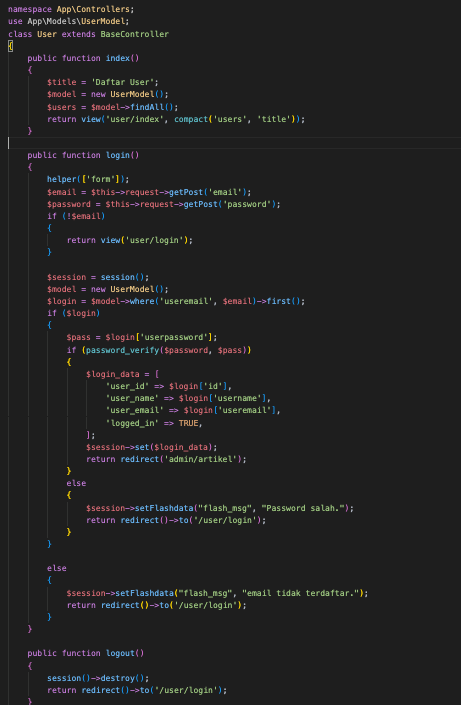 namespace App\Controllers;
use App\Models\UserModel;
class User extends BaseController
{
    public function index()
    {
        $title = 'Daftar User';
        $model = new UserModel();
        $users = $model->findAll();
        return view('user/index', compact('users', 'title'));
    }

    public function login()
    {
        helper(['form']);
        $email = $this->request->getPost('email');
        $password = $this->request->getPost('password');
        if (!$email)
        {
            return view('user/login');
        }

        $session = session();
        $model = new UserModel();
        $login = $model->where('useremail', $email)->first();
        if ($login)
        {
            $pass = $login['userpassword'];
            if (password_verify($password, $pass))
            {
                $login_data = [
                    'user_id' => $login['id'],
                    'user_name' => $login['username'],
                    'user_email' => $login['useremail'],
                    'logged_in' => TRUE,
                ];
                $session->set($login_data);
                return redirect('admin/artikel');
            }
            else
            {
                $session->setFlashdata("flash_msg", "Password salah.");
                return redirect()->to('/user/login');
            }
        }

        else
        {
            $session->setFlashdata("flash_msg", "email tidak terdaftar.");
            return redirect()->to('/user/login');
        }
    }

    public function logout()
    {
        session()->destroy();
        return redirect()->to('/user/login');
    }